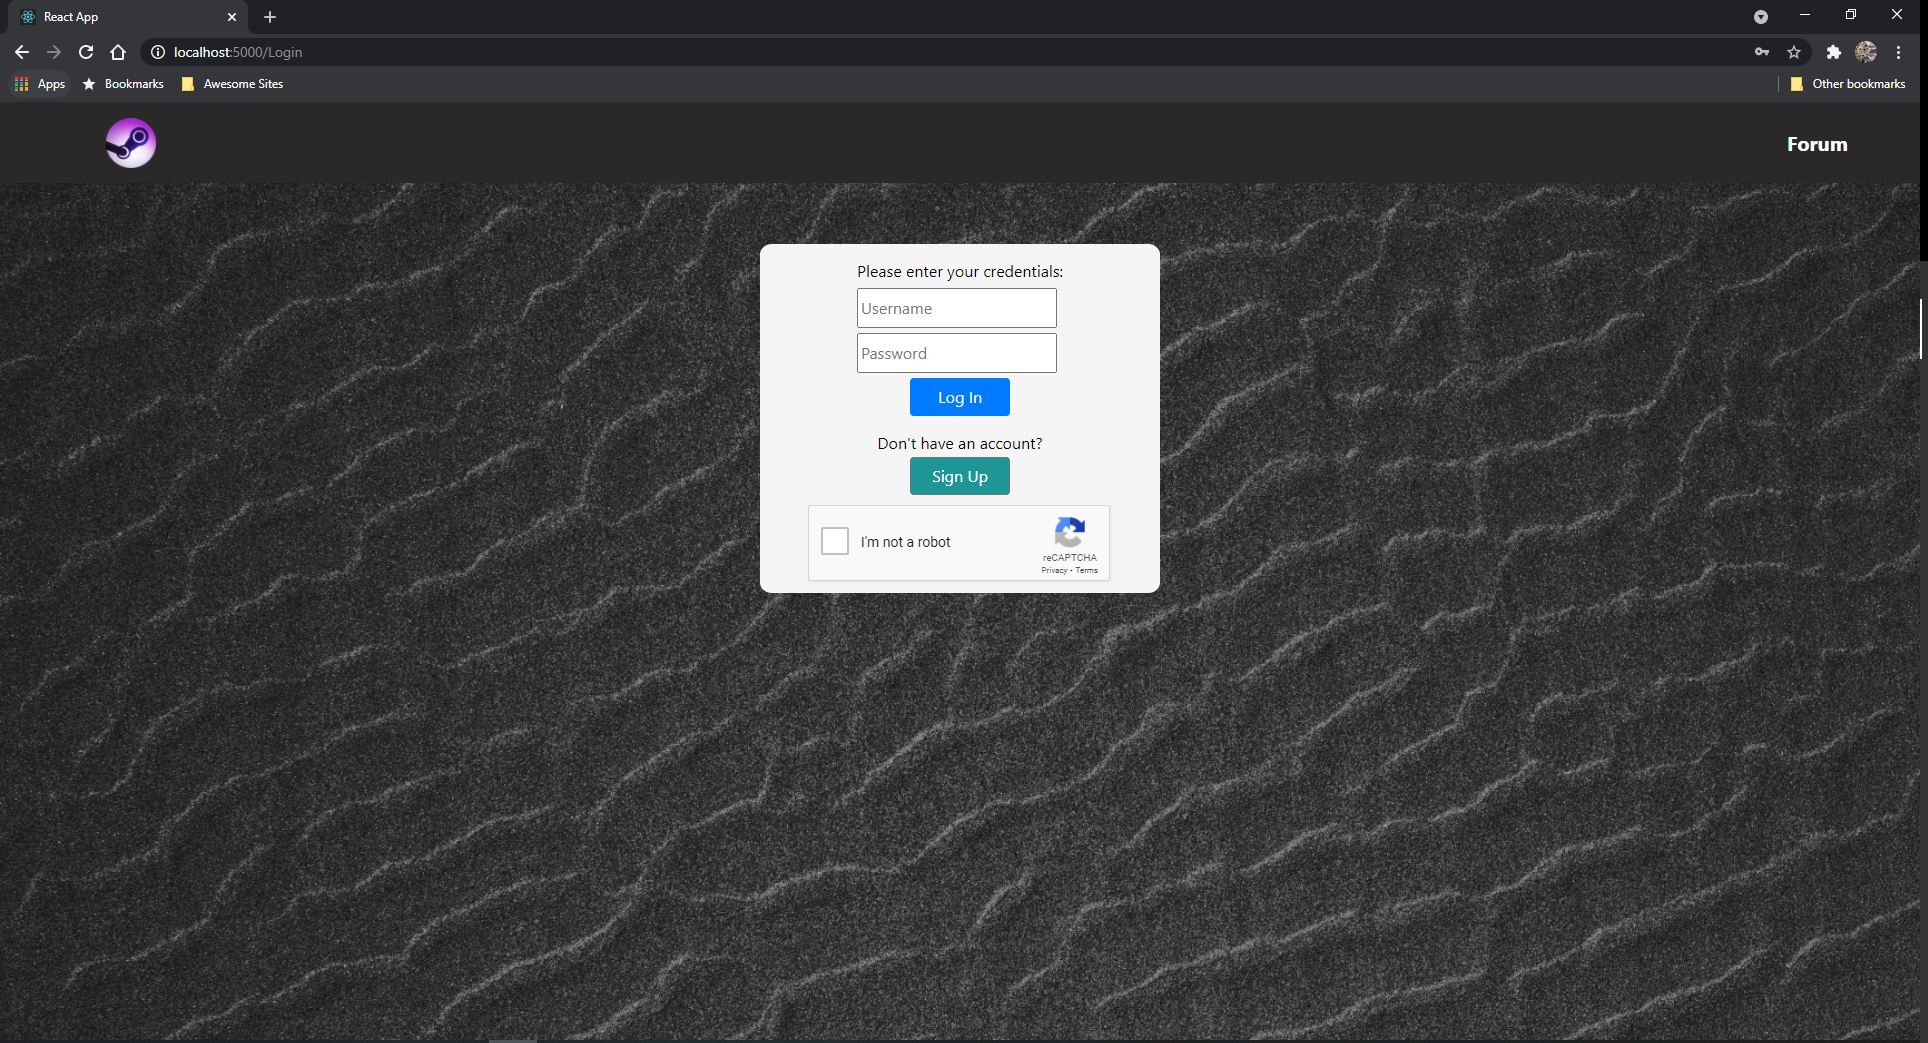 React App
localhost:5000/Login
Apps
Bookmarks
Awesome Sites
Other bookmarks
Forum
Please enter your credentials:
Username
Password
Log In
Don't have an account?
Sign Up
I'm not a robot
reCAPTCHA
Privacy - Terms